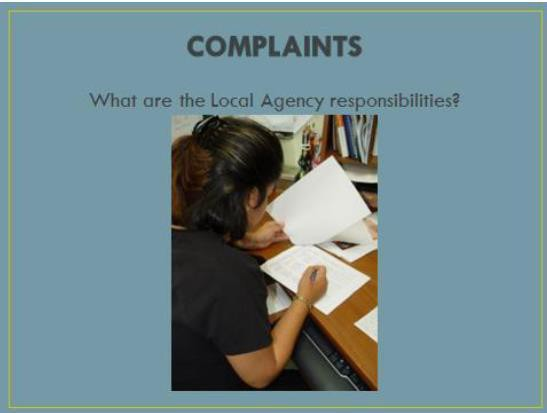 COMPLAINTS
What are the Local Agency responsibilities?